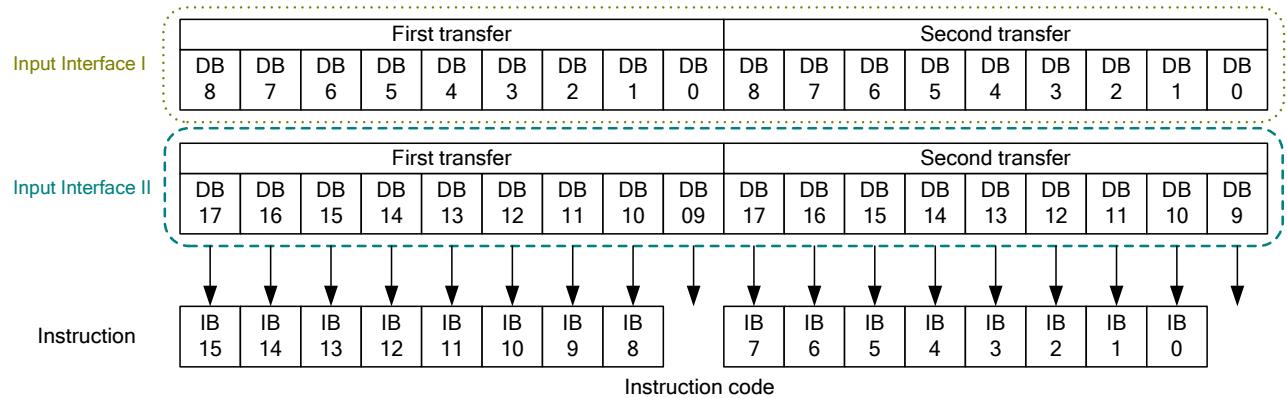 First transfer Second transfer
Input Interface I
DB DB DB DB DB DB DB DB DB DB DB DB DB DB DB DB DB DB
8 7 6 5 4 3 2 1 0 8 7 6 5 4 3 2 1 0
First transfer Second transfer
Input Interface II
DB DB DB DB DB DB DB DB DB DB DB DB DB DB DB DB DB DB
17 16 15 14 13 12 11 10 09 17 16 15 14 13 12 11 10 9
Instruction
IB IB IB IB IB IB IB IB IB IB IB IB IB IB IB IB
15 14 13 12 11 10 9 8 7 6 5 4 3 2 1 0
Instruction code